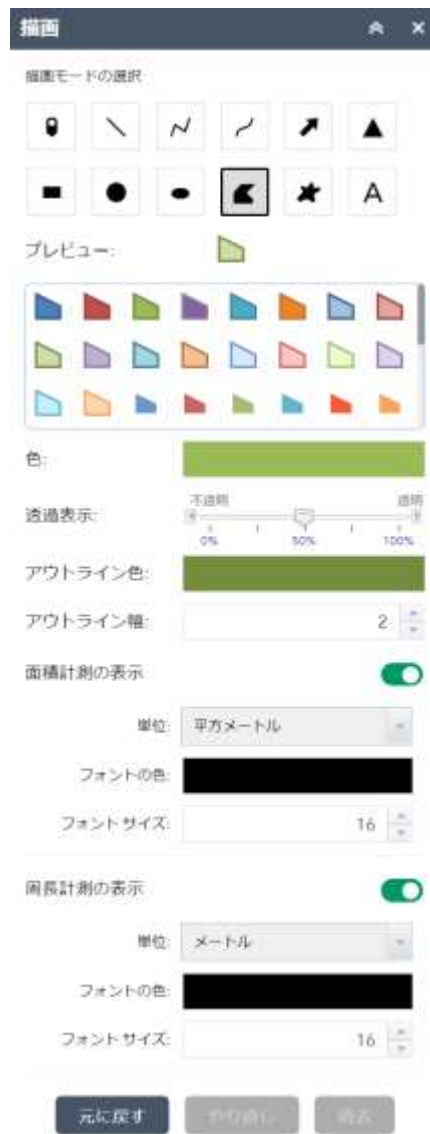 描画
描画モードの選択
A
プレビュー:
色:
不透明 透明
透過表示:
0% 50% 100%
アウトライン色:
アウトライン幅: 2
面積計測の表示
単位: 平方メートル
フォントの色:
フォント サイズ: 16
周長計測の表示
単位: メートル
フォントの色:
フォント サイズ: 16
元に戻す やり直し 消去